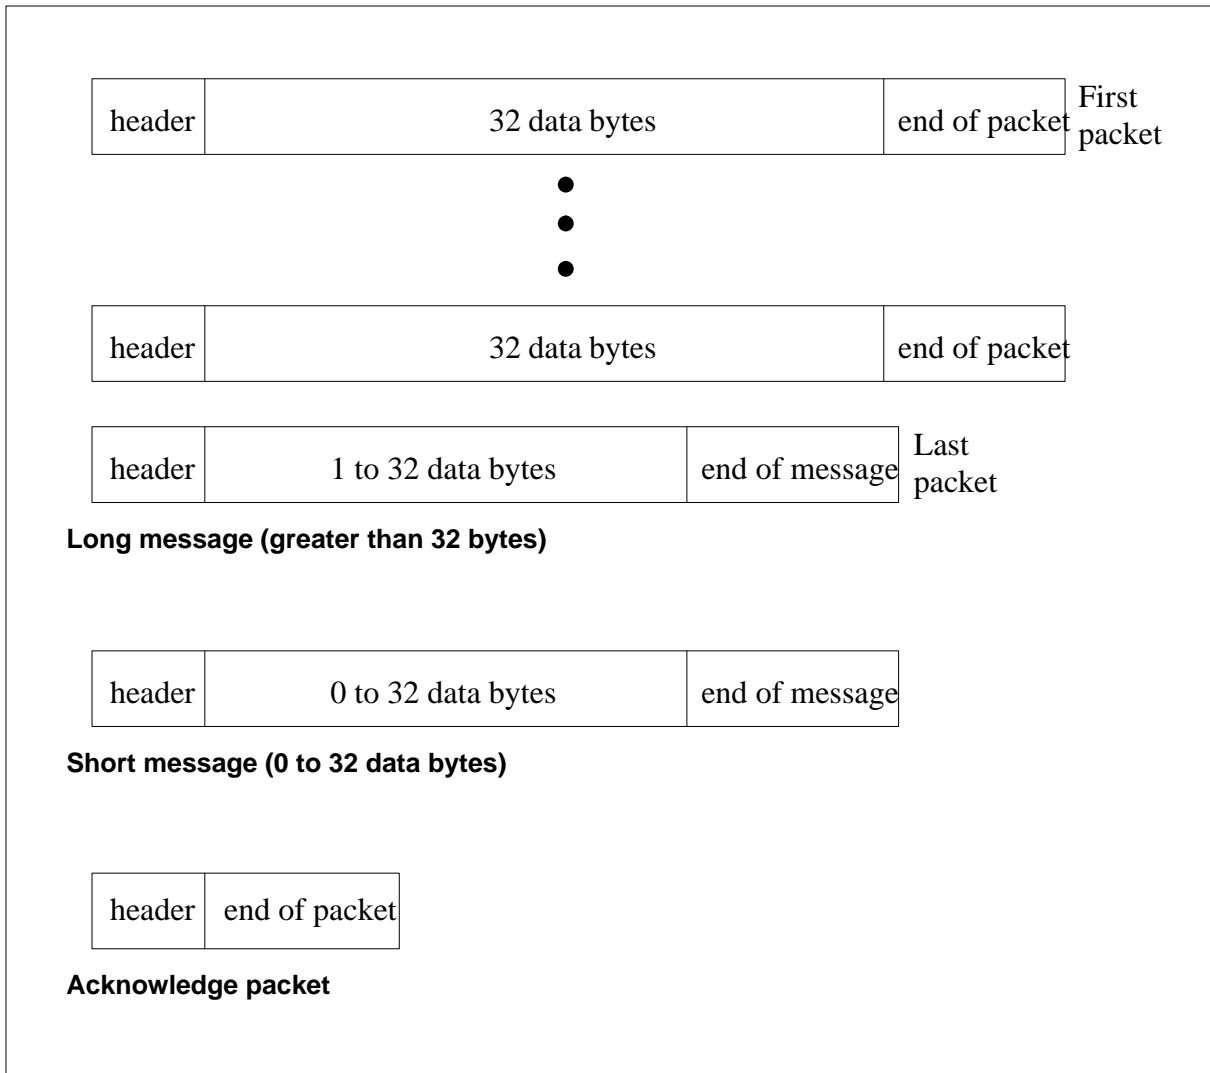 header 32 data bytes end of packet First
packet
header 32 data bytes end of packet
header 1 to 32 data bytes end of message Last
packet
Long message (greater than 32 bytes)
header 0 to 32 data bytes end of message
Short message (0 to 32 data bytes)
header end of packet
Acknowledge packet